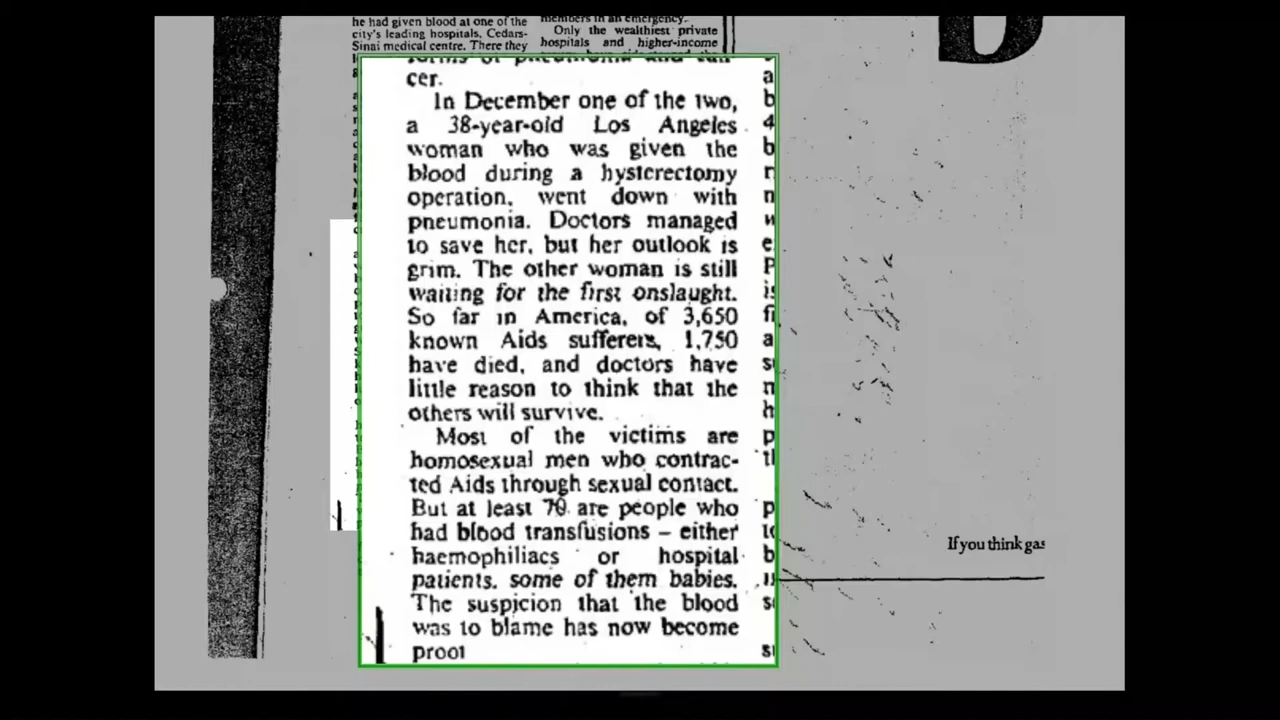 he had given blood at one of the
city's leading hospitals, Cedars-
Sinai medical centre. There they
members in an emergency.
Only the wealthiest private
hospitals and higher-income
forms of pneumonia and can-
cer.
In December one of the two,
a 38-year-old Los Angeles
woman who was given the
blood during a hysterectomy
operation, went down with
pneumonia. Doctors managed
to save her, but her outlook is
grim. The other woman is still
waiting for the first onslaught.
So far in America, of 3,650
known Aids sufferers, 1,750
have died, and doctors have
little reason to think that the
others will survive.
Most of the victims are
homosexual men who contrac-
ted Aids through sexual contact.
But at least 70 are people who
had blood transfusions – either
haemophiliacs or hospital
patients, some of them babies.
The suspicion that the blood
was to blame has now become
proof
If you think gas